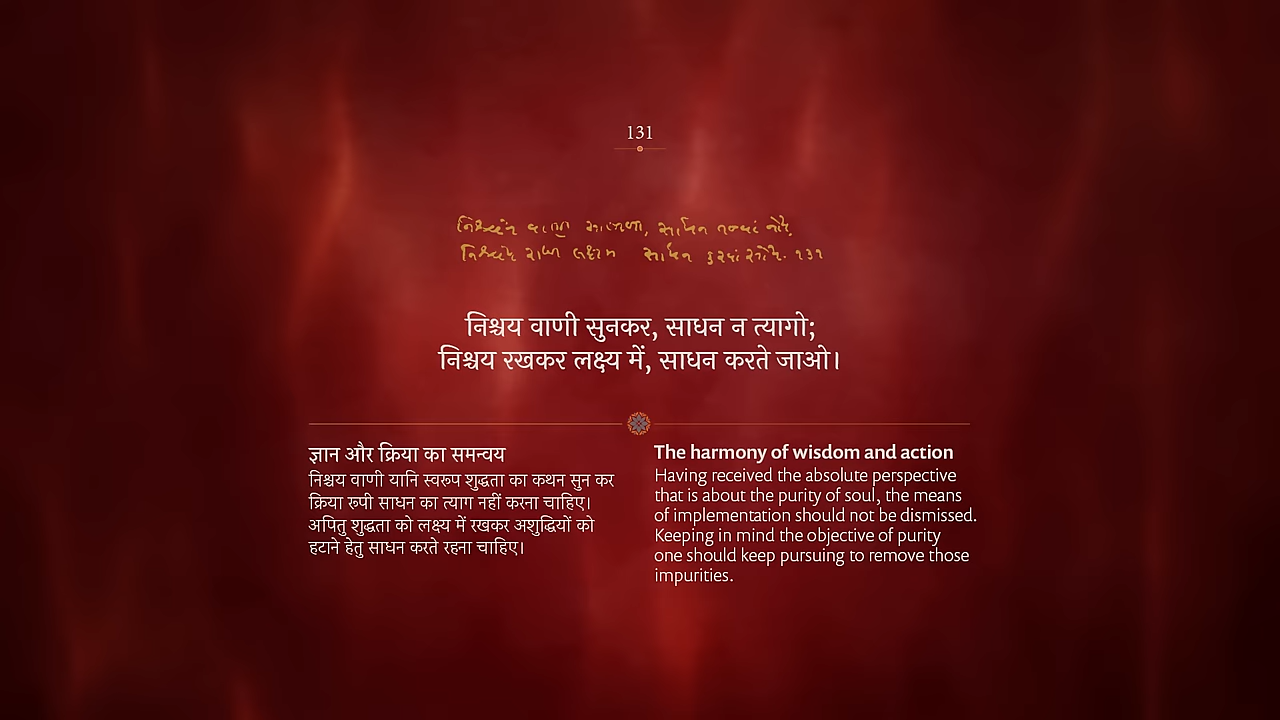 131
साधन
साधन
१३१
निश्चय वाणी सुनकर, साधन न त्यागो;
निश्चय रखकर लक्ष्य में, साधन करते जाओ।
ज्ञान और क्रिया का समन्वय
निश्चय वाणी यानि स्वरूप शुद्धता का कथन सुन कर
क्रिया रूपी साधन का त्याग नहीं करना चाहिए।
अपितु शुद्धता को लक्ष्य में रखकर अशुद्धियों को
हटाने हेतु साधन करते रहना चाहिए।
The harmony of wisdom and action
Having received the absolute perspective
that is about the purity of soul, the means
of implementation should not be dismissed.
Keeping in mind the objective of purity
one should keep pursuing to remove those
impurities.